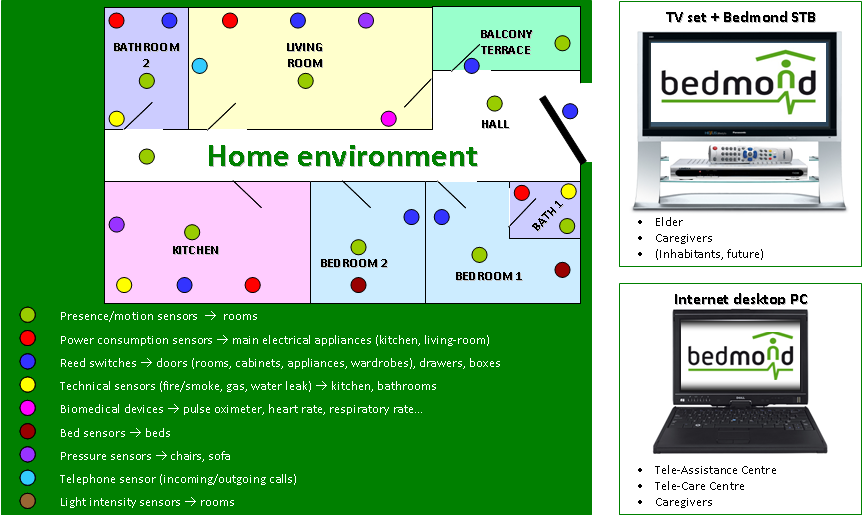 BATHROOM
2
LIVING
ROOM
BALCONY
TERRACE
HALL
Home environment
KITCHEN
BEDROOM 2
BEDROOM 1
BATH 1
Presence/motion sensors → rooms
Power consumption sensors → main electrical appliances (kitchen, living-room)
Reed switches → doors (rooms, cabinets, appliances, wardrobes), drawers, boxes
Technical sensors (fire/smoke, gas, water leak) → kitchen, bathrooms
Biomedical devices → pulse oximeter, heart rate, respiratory rate...
Bed sensors → beds
Pressure sensors → chairs, sofa
Telephone sensor (incoming/outgoing calls)
Light intensity sensors → rooms
TV set + Bedmond STB
bedmond
Panasonic
• Elder
• Caregivers
• (Inhabitants, future)
Internet desktop PC
bedmond
DELL
• Tele-Assistance Centre
• Tele-Care Centre
• Caregivers